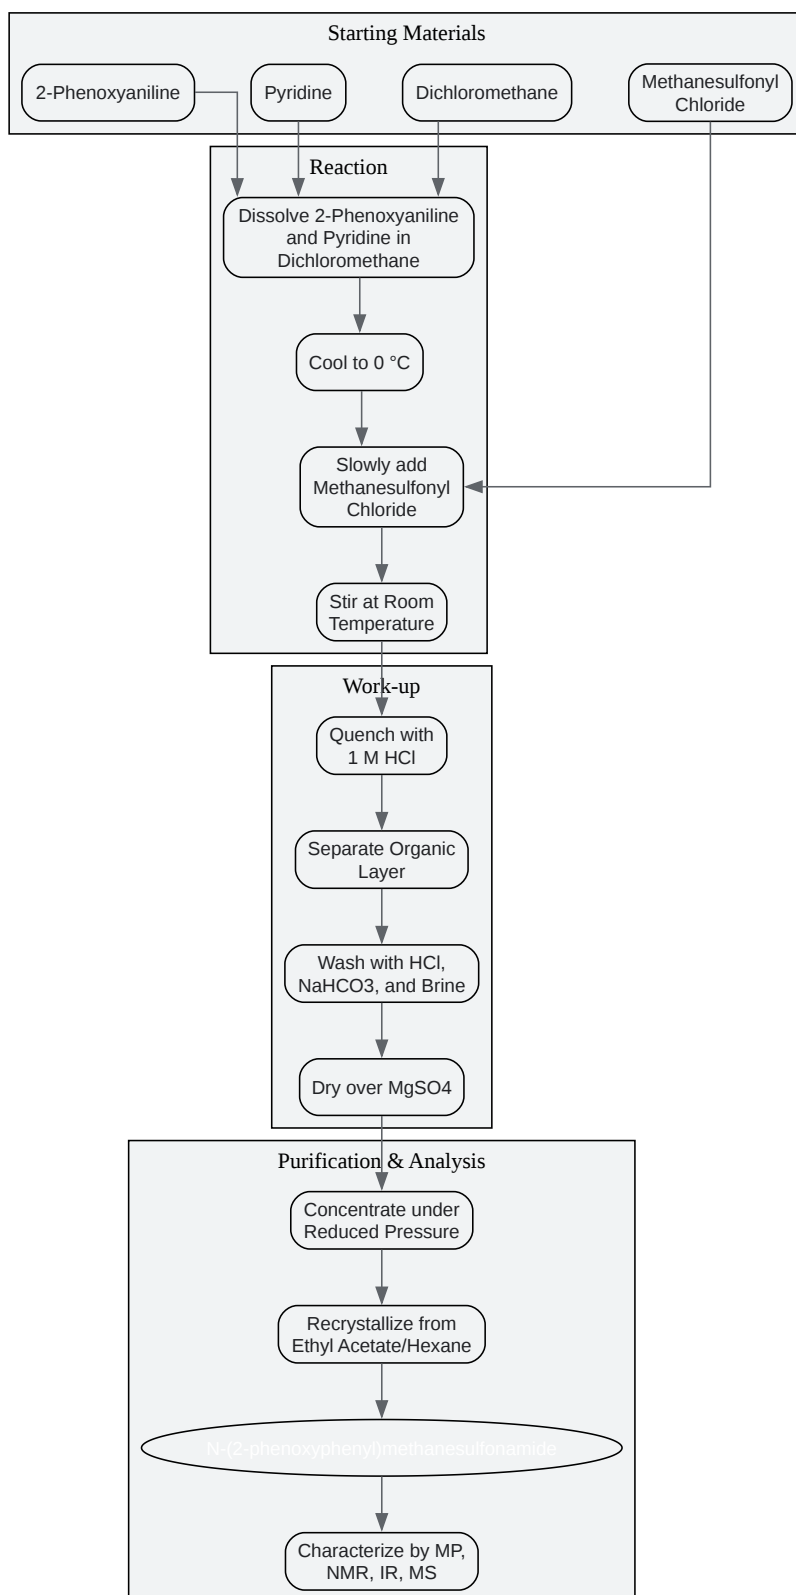 Starting Materials
2-Phenoxyaniline
Pyridine
Dichloromethane
Methanesulfonyl
Chloride
Reaction
Dissolve 2-Phenoxyaniline
and Pyridine in
Dichloromethane
Cool to 0 °C
Slowly add
Methanesulfonyl
Chloride
Stir at Room
Temperature
Work-up
Quench with
1 M HCl
Separate Organic
Layer
Wash with HCl,
NaHCO3, and Brine
Dry over MgSO4
Purification & Analysis
Concentrate under
Reduced Pressure
Recrystallize from
Ethyl Acetate/Hexane
N-(2-phenoxyphenyl)methanesulfonamide
Characterize by MP,
NMR, IR, MS